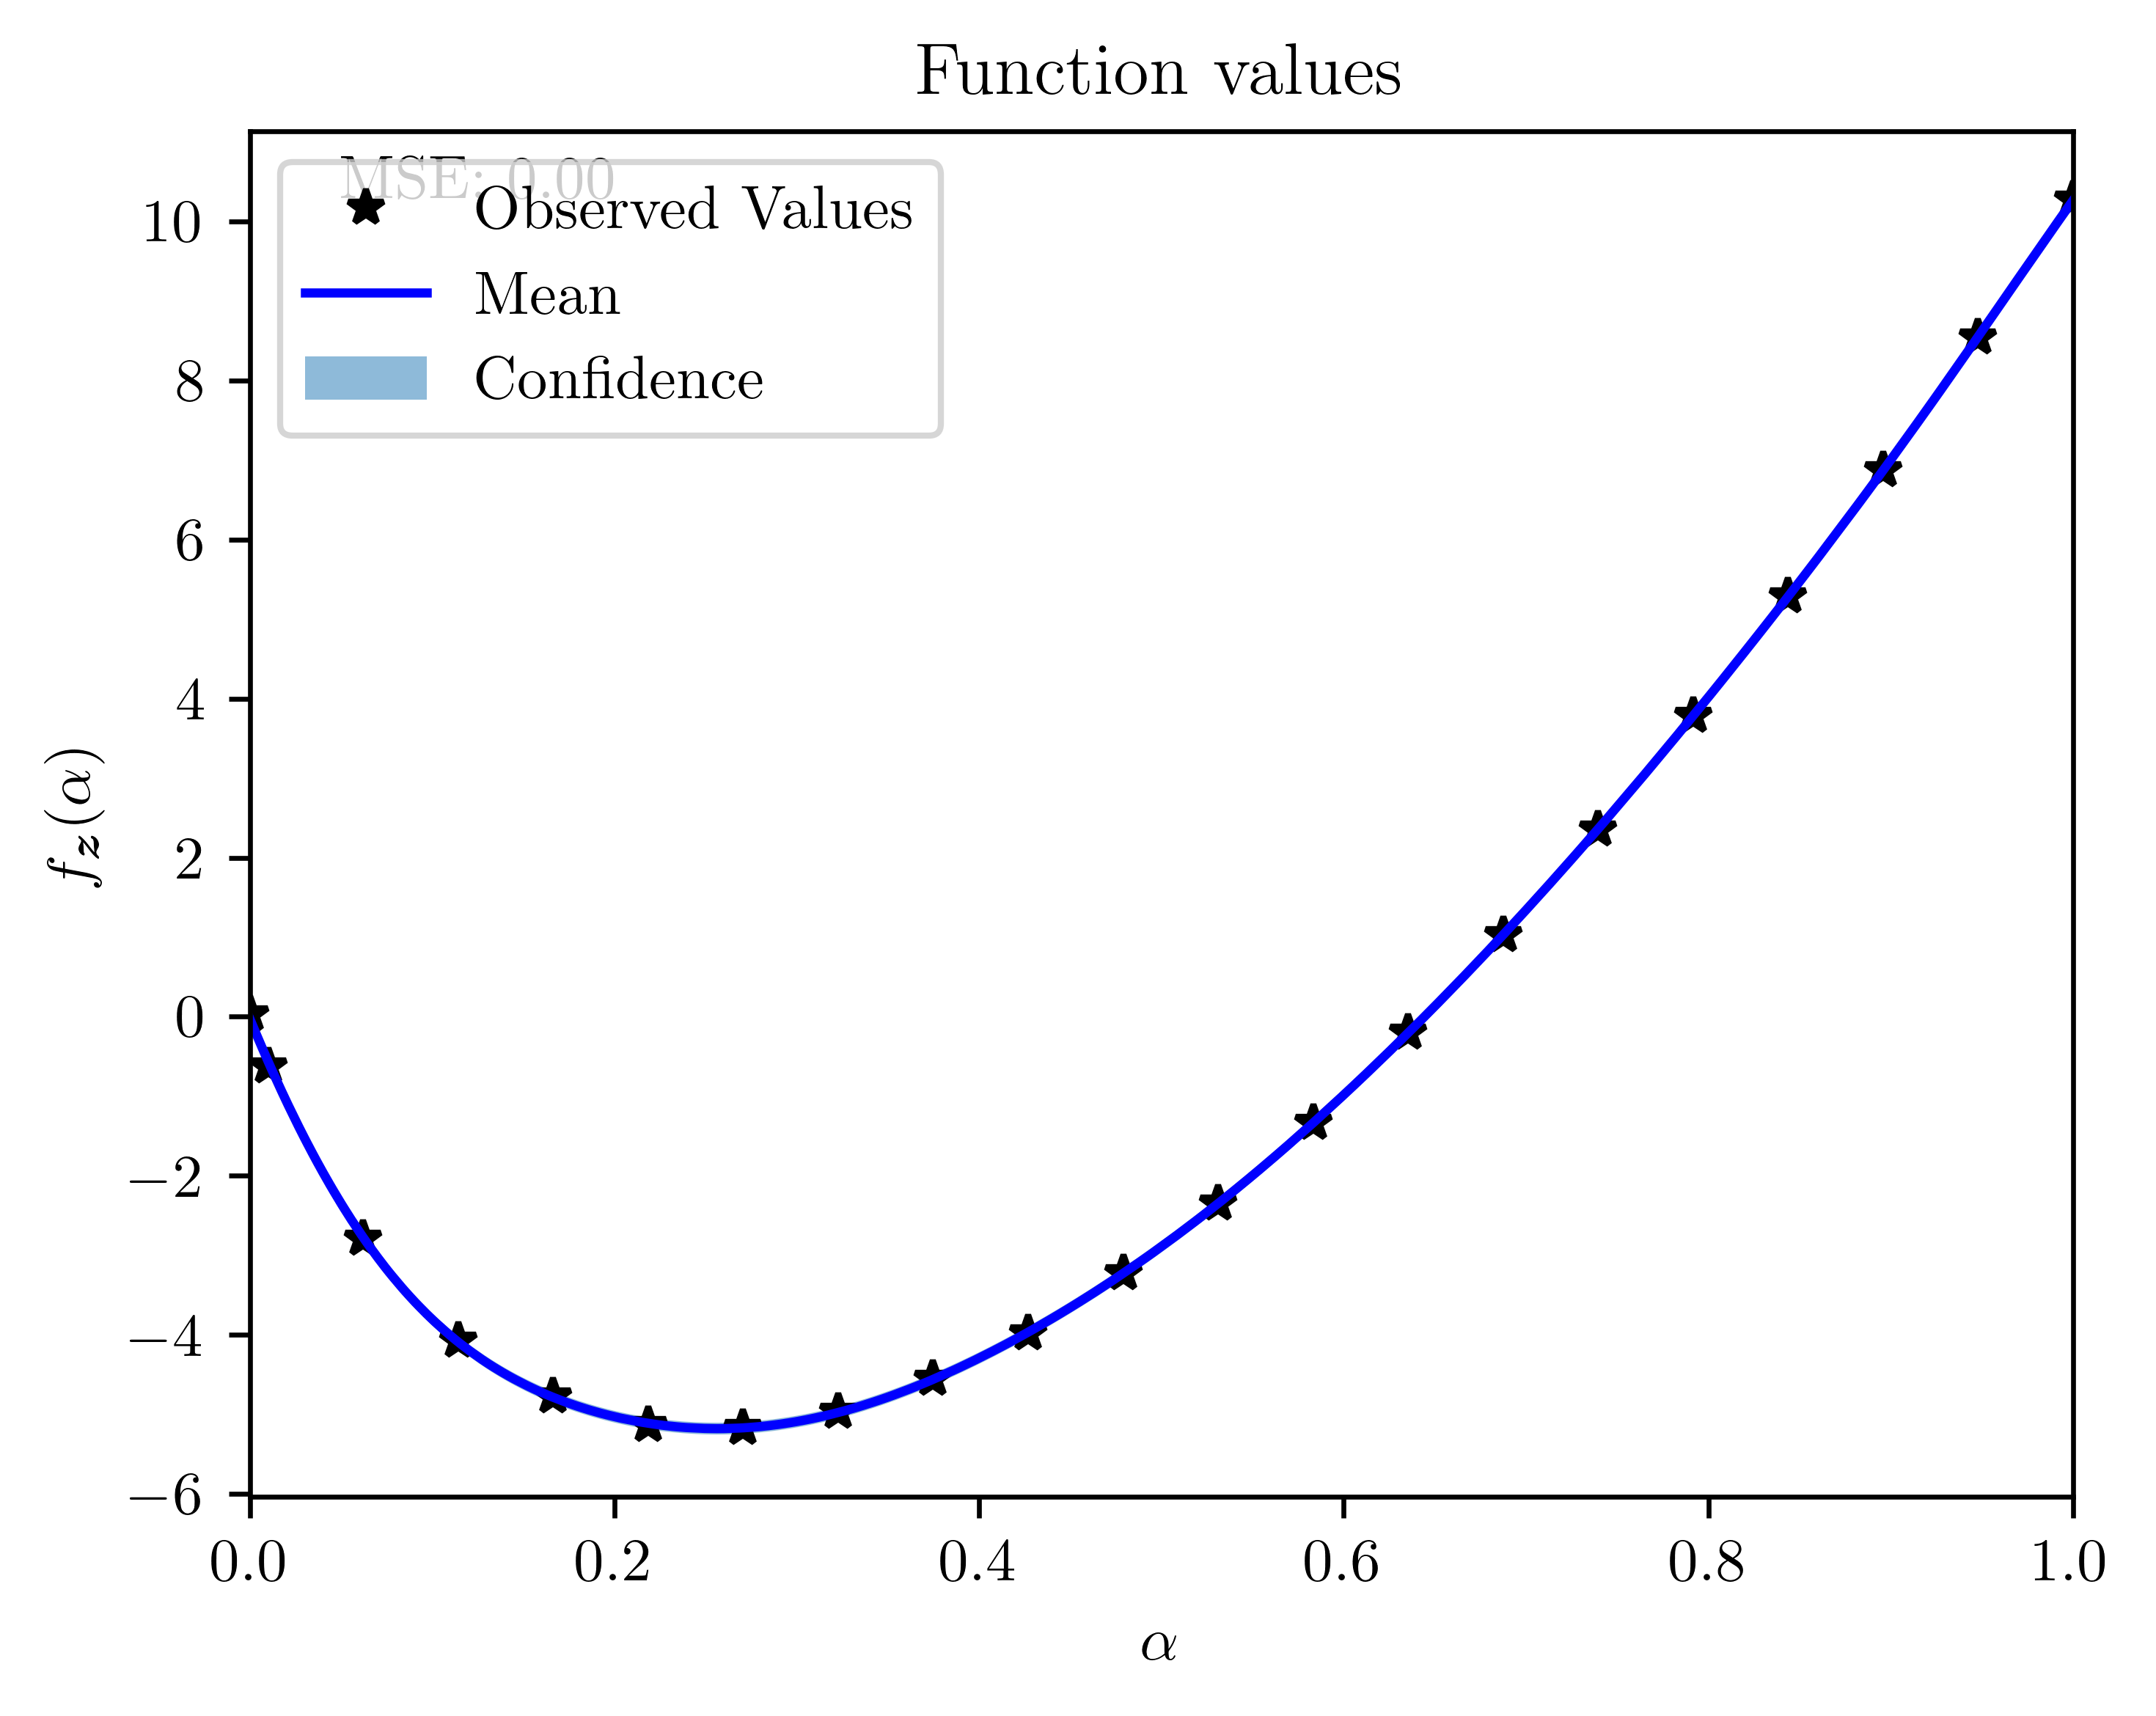 Function values
MSE: 0.00
Observed Values
Mean
Confidence
10
8
6
4
2
0
−2
−4
−6
f_z(α)
0.0 0.2 0.4 0.6 0.8 1.0
α